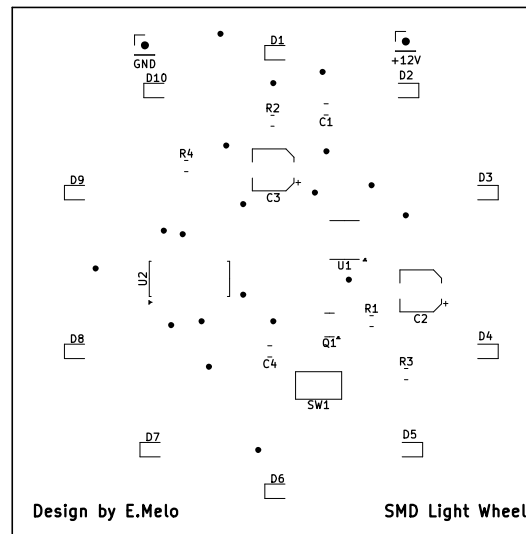 D1
GND
+12V
D10
D2
R2
C1
R4
C3
+
D9
D3
U2
U1
C2
+
R1
Q1
D8
C4
D4
R3
SW1
D7
D5
D6
Design by E.Melo
SMD Light Wheel